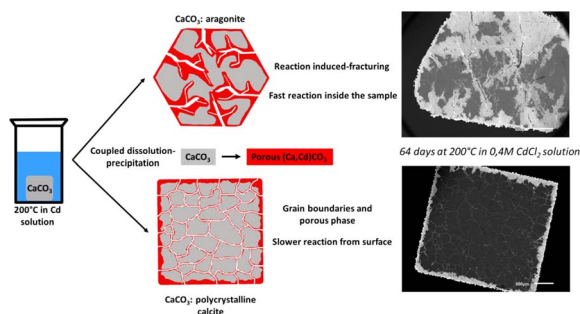 CaCO₃: aragonite
Reaction induced-fracturing
Fast reaction inside the sample
Coupled dissolution-
precipitation
CaCO₃
Porous (Ca,Cd)CO₃
64 days at 200°C in 0,4M CdCl₂ solution
CaCO₃
200°C in Cd
solution
Grain boundaries and
porous phase
Slower reaction from surface
CaCO₃: polycrystalline
calcite